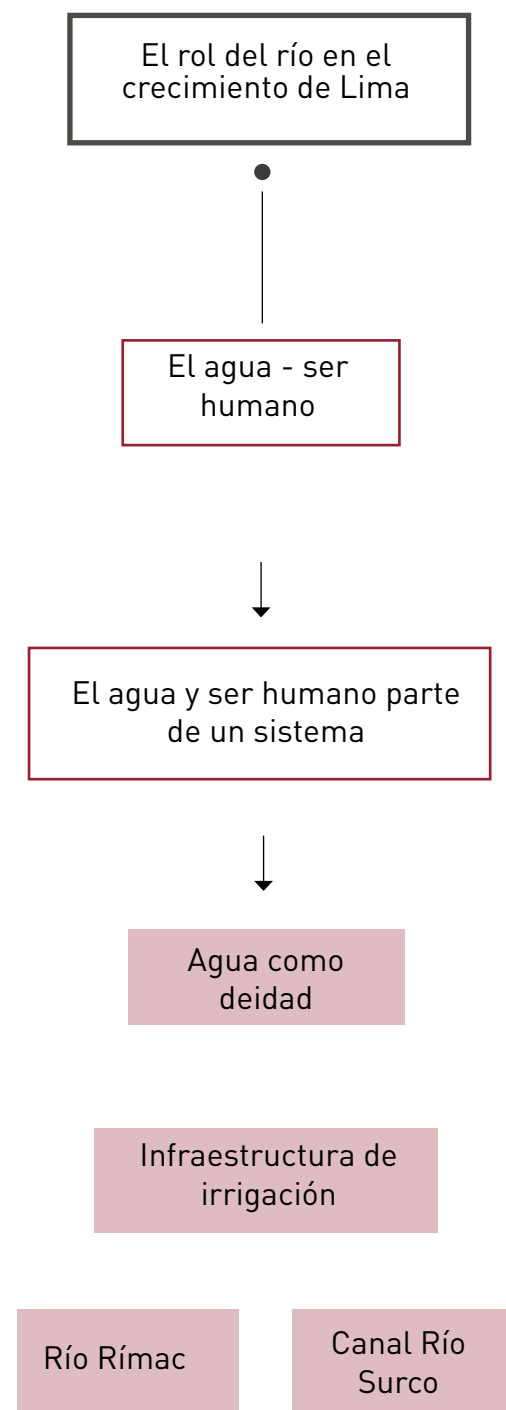 El rol del río en el
crecimiento de Lima
El agua - ser
humano
El agua y ser humano parte
de un sistema
Agua como
deidad
Infraestructura de
irrigación
Río Rímac
Canal Río
Surco